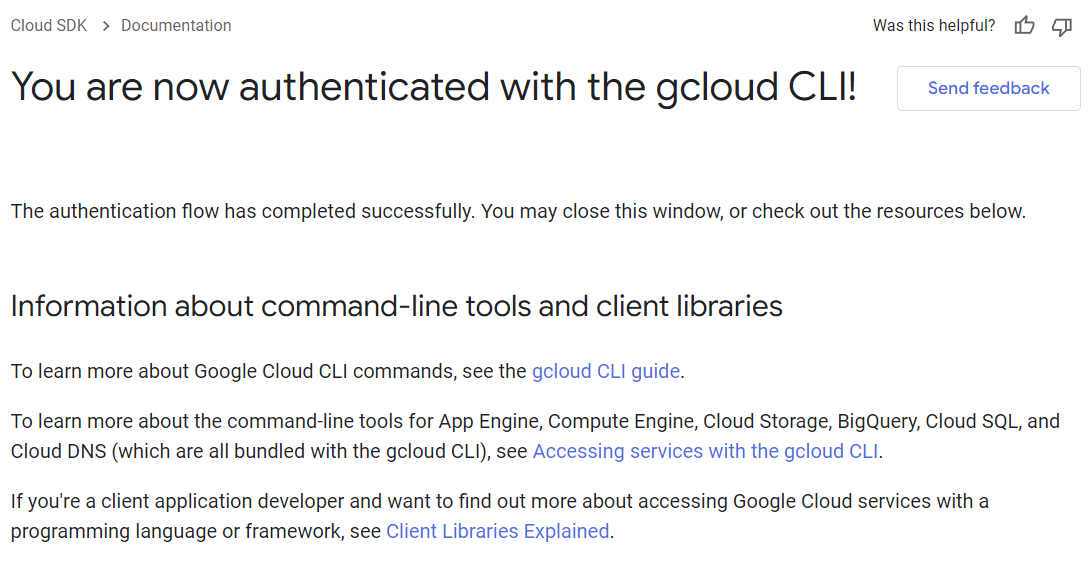 Cloud SDK > Documentation
Was this helpful?
You are now authenticated with the gcloud CLI!
Send feedback
The authentication flow has completed successfully. You may close this window, or check out the resources below.
Information about command-line tools and client libraries
To learn more about Google Cloud CLI commands, see the gcloud CLI guide.
To learn more about the command-line tools for App Engine, Compute Engine, Cloud Storage, BigQuery, Cloud SQL, and
Cloud DNS (which are all bundled with the gcloud CLI), see Accessing services with the gcloud CLI.
If you're a client application developer and want to find out more about accessing Google Cloud services with a
programming language or framework, see Client Libraries Explained.